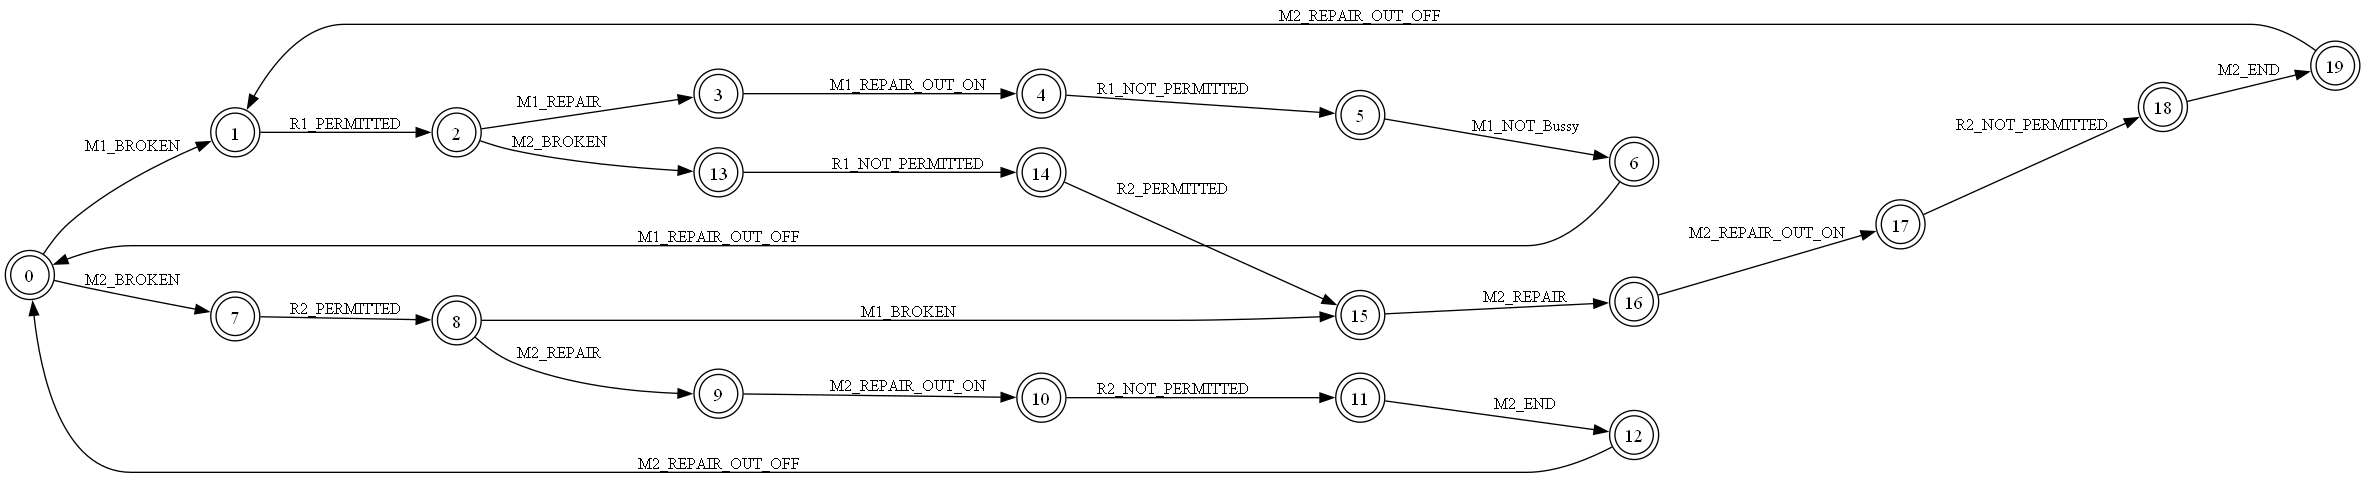 M2_REPAIR_OUT_OFF
19
M2_END
18
M1_REPAIR
3
M1_REPAIR_OUT_ON
4
R1_NOT_PERMITTED
5
M1_NOT_Bussy
6
R2_NOT_PERMITTED
M1_BROKEN
1
R1_PERMITTED
2
M2_BROKEN
13
R1_NOT_PERMITTED
14
R2_PERMITTED
M1_REPAIR_OUT_OFF
M2_REPAIR_OUT_ON
17
0
M2_BROKEN
7
R2_PERMITTED
8
M1_BROKEN
15
M2_REPAIR
16
M2_REPAIR
9
M2_REPAIR_OUT_ON
10
R2_NOT_PERMITTED
11
M2_END
12
M2_REPAIR_OUT_OFF